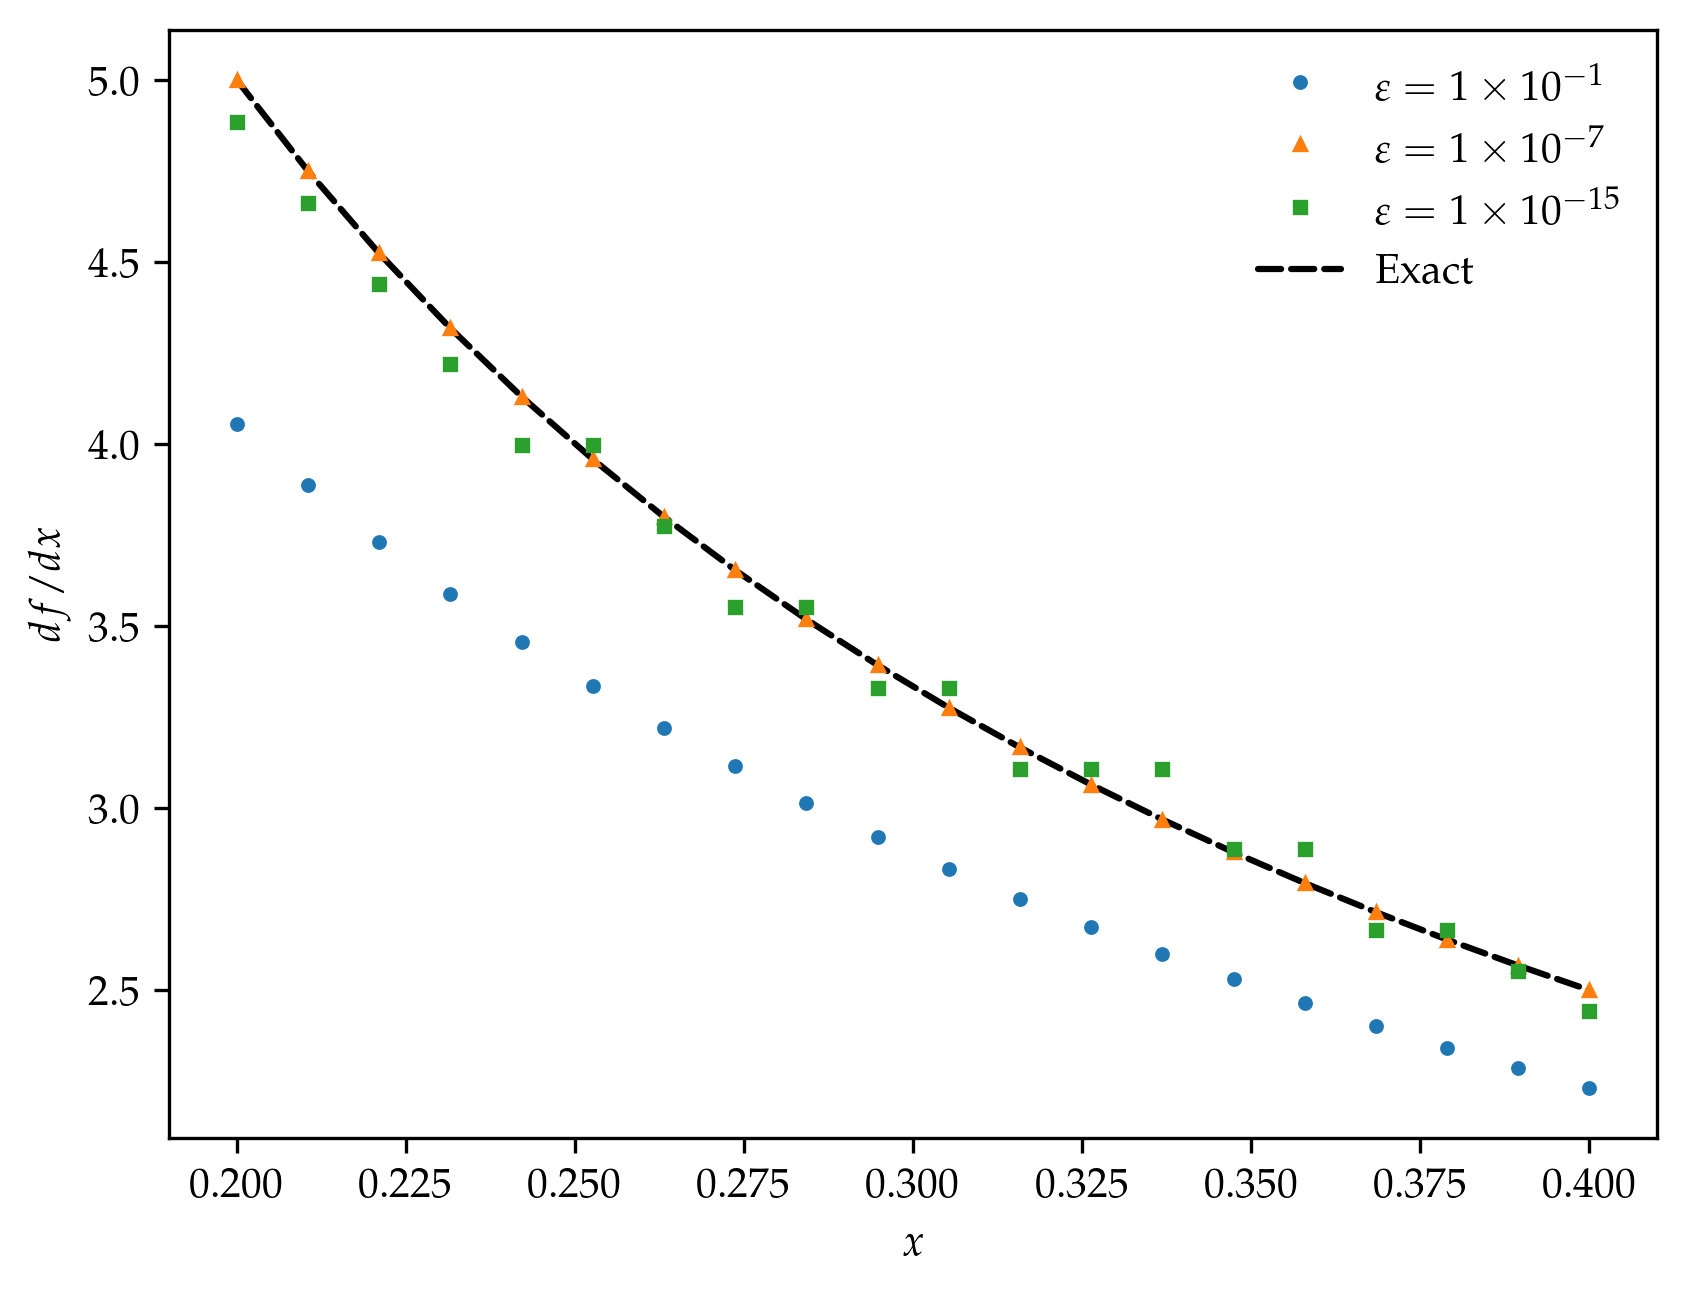 5.0
4.5
4.0
3.5
3.0
2.5
df/dx
ε = 1 × 10⁻¹
ε = 1 × 10⁻⁷
ε = 1 × 10⁻¹⁵
Exact
0.200 0.225 0.250 0.275 0.300 0.325 0.350 0.375 0.400
x